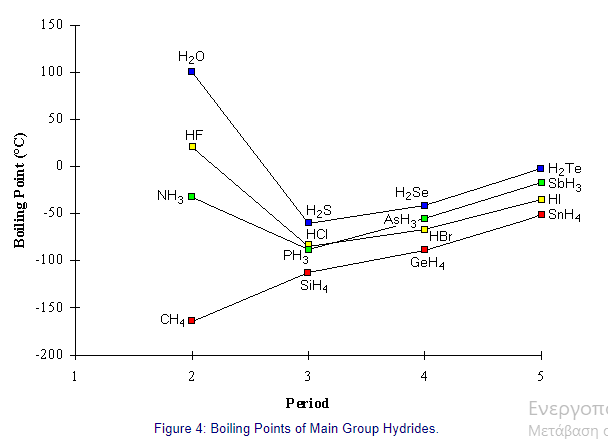 150
100
50
0
-50
-100
-150
-200
Boiling Point (°C)
H2O
HF
NH3
CH4
H2S
HCl
PH3
SiH4
H2Se
AsH3
HBr
GeH4
H2Te
SbH3
HI
SnH4
1 2 3 4 5
Period
Figure 4: Boiling Points of Main Group Hydrides.